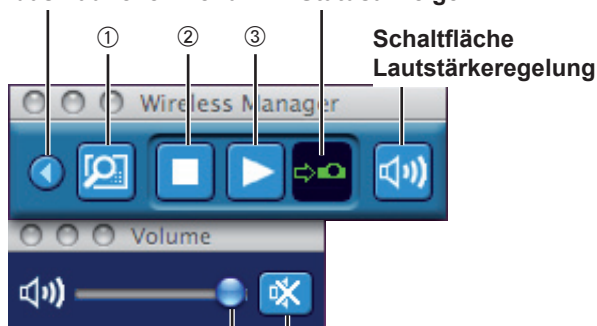 ① ② ③
Schaltfläche
Lautstärkeregelung
Wireless Manager
Volume